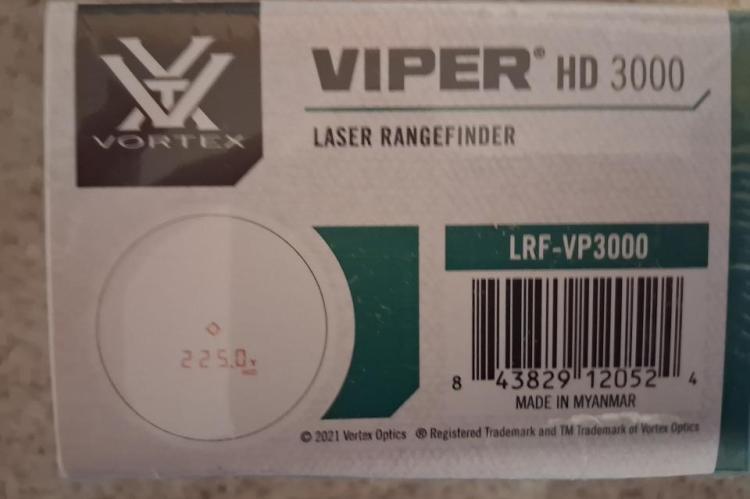 VORTEX
VIPER® HD 3000
LASER RANGEFINDER
225.0Y
LRF-VP3000
8 43829 12052 4
MADE IN MYANMAR
© 2021 Vortex Optics ® Registered Trademark and TM Trademark of Vortex Optics